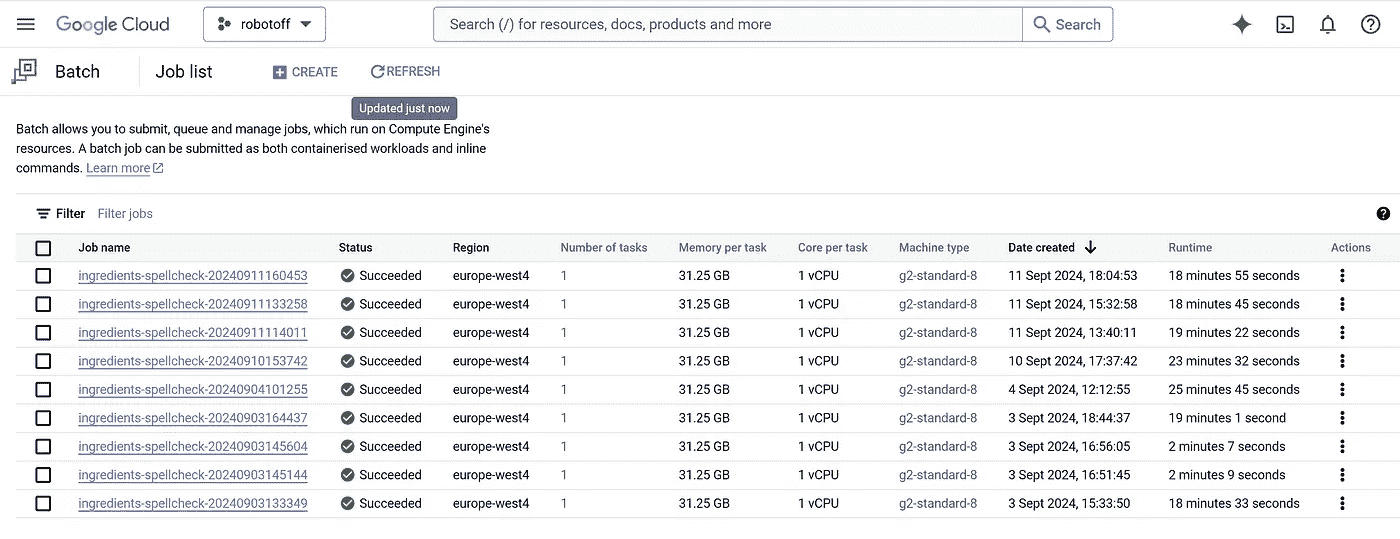 Google Cloud robotoff Search (/) for resources, docs, products and more Search
Batch Job list CREATE REFRESH
Updated just now
Batch allows you to submit, queue and manage jobs, which run on Compute Engine's
resources. A batch job can be submitted as both containerised workloads and inline
commands. Learn more
Filter Filter jobs
Job name Status Region Number of tasks Memory per task Core per task Machine type Date created Runtime Actions
ingredients-spellcheck-20240911160453 Succeeded europe-west4 1 31.25 GB 1 vCPU g2-standard-8 11 Sept 2024, 18:04:53 18 minutes 55 seconds
ingredients-spellcheck-20240911133258 Succeeded europe-west4 1 31.25 GB 1 vCPU g2-standard-8 11 Sept 2024, 15:32:58 18 minutes 45 seconds
ingredients-spellcheck-20240911114011 Succeeded europe-west4 1 31.25 GB 1 vCPU g2-standard-8 11 Sept 2024, 13:40:11 19 minutes 22 seconds
ingredients-spellcheck-20240910153742 Succeeded europe-west4 1 31.25 GB 1 vCPU g2-standard-8 10 Sept 2024, 17:37:42 23 minutes 32 seconds
ingredients-spellcheck-20240904101255 Succeeded europe-west4 1 31.25 GB 1 vCPU g2-standard-8 4 Sept 2024, 12:12:55 25 minutes 45 seconds
ingredients-spellcheck-20240903164437 Succeeded europe-west4 1 31.25 GB 1 vCPU g2-standard-8 3 Sept 2024, 18:44:37 19 minutes 1 second
ingredients-spellcheck-20240903145604 Succeeded europe-west4 1 31.25 GB 1 vCPU g2-standard-8 3 Sept 2024, 16:56:05 2 minutes 7 seconds
ingredients-spellcheck-20240903145144 Succeeded europe-west4 1 31.25 GB 1 vCPU g2-standard-8 3 Sept 2024, 16:51:45 2 minutes 9 seconds
ingredients-spellcheck-20240903133349 Succeeded europe-west4 1 31.25 GB 1 vCPU g2-standard-8 3 Sept 2024, 15:33:50 18 minutes 33 seconds